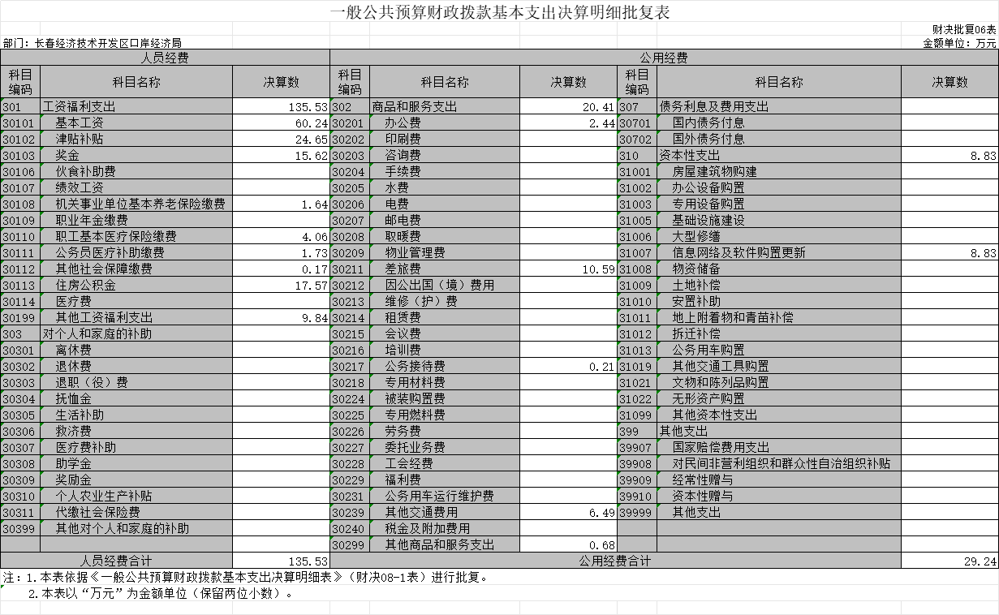 一般公共预算财政拨款基本支出决算明细批复表
财决批复06表
部门：长春经济技术开发区口岸经济局 金额单位：万元
人员经费 公用经费
科目编码 科目名称 决算数 科目编码 科目名称 决算数 科目编码 科目名称 决算数
301 工资福利支出 135.53 302 商品和服务支出 20.41 307 债务利息及费用支出
30101 基本工资 60.24 30201 办公费 2.44 30701 国内债务付息
30102 津贴补贴 24.65 30202 印刷费 30702 国外债务付息
30103 奖金 15.62 30203 咨询费 310 资本性支出 8.83
30106 伙食补助费 30204 手续费 31001 房屋建筑物购建
30107 绩效工资 30205 水费 31002 办公设备购置
30108 机关事业单位基本养老保险缴费 1.64 30206 电费 31003 专用设备购置
30109 职业年金缴费 30207 邮电费 31005 基础设施建设
30110 职工基本医疗保险缴费 4.06 30208 取暖费 31006 大型修缮
30111 公务员医疗补助缴费 1.73 30209 物业管理费 31007 信息网络及软件购置更新 8.83
30112 其他社会保障缴费 0.17 30211 差旅费 10.59 31008 物资储备
30113 住房公积金 17.57 30212 因公出国（境）费用 31009 土地补偿
30114 医疗费 30213 维修（护）费 31010 安置补助
30199 其他工资福利支出 9.84 30214 租赁费 31011 地上附着物和青苗补偿
303 对个人和家庭的补助 30215 会议费 31012 拆迁补偿
30301 离休费 30216 培训费 31013 公务用车购置
30302 退休费 30217 公务接待费 0.21 31019 其他交通工具购置
30303 退职（役）费 30218 专用材料费 31021 文物和陈列品购置
30304 抚恤金 30224 被装购置费 31022 无形资产购置
30305 生活补助 30225 专用燃料费 31099 其他资本性支出
30306 救济费 30226 劳务费 399 其他支出
30307 医疗费补助 30227 委托业务费 39907 国家赔偿费用支出
30308 助学金 30228 工会经费 39908 对民间非营利组织和群众性自治组织补贴
30309 奖励金 30229 福利费 39909 经常性赠与
30310 个人农业生产补贴 30231 公务用车运行维护费 39910 资本性赠与
30311 代缴社会保险费 30239 其他交通费用 6.49 39999 其他支出
30399 其他对个人和家庭的补助 30240 税金及附加费用
30299 其他商品和服务支出 0.68
人员经费合计 135.53 公用经费合计 29.24
注：1.本表依据《一般公共预算财政拨款基本支出决算明细表》（财决08-1表）进行批复。
2.本表以“万元”为金额单位（保留两位小数）。